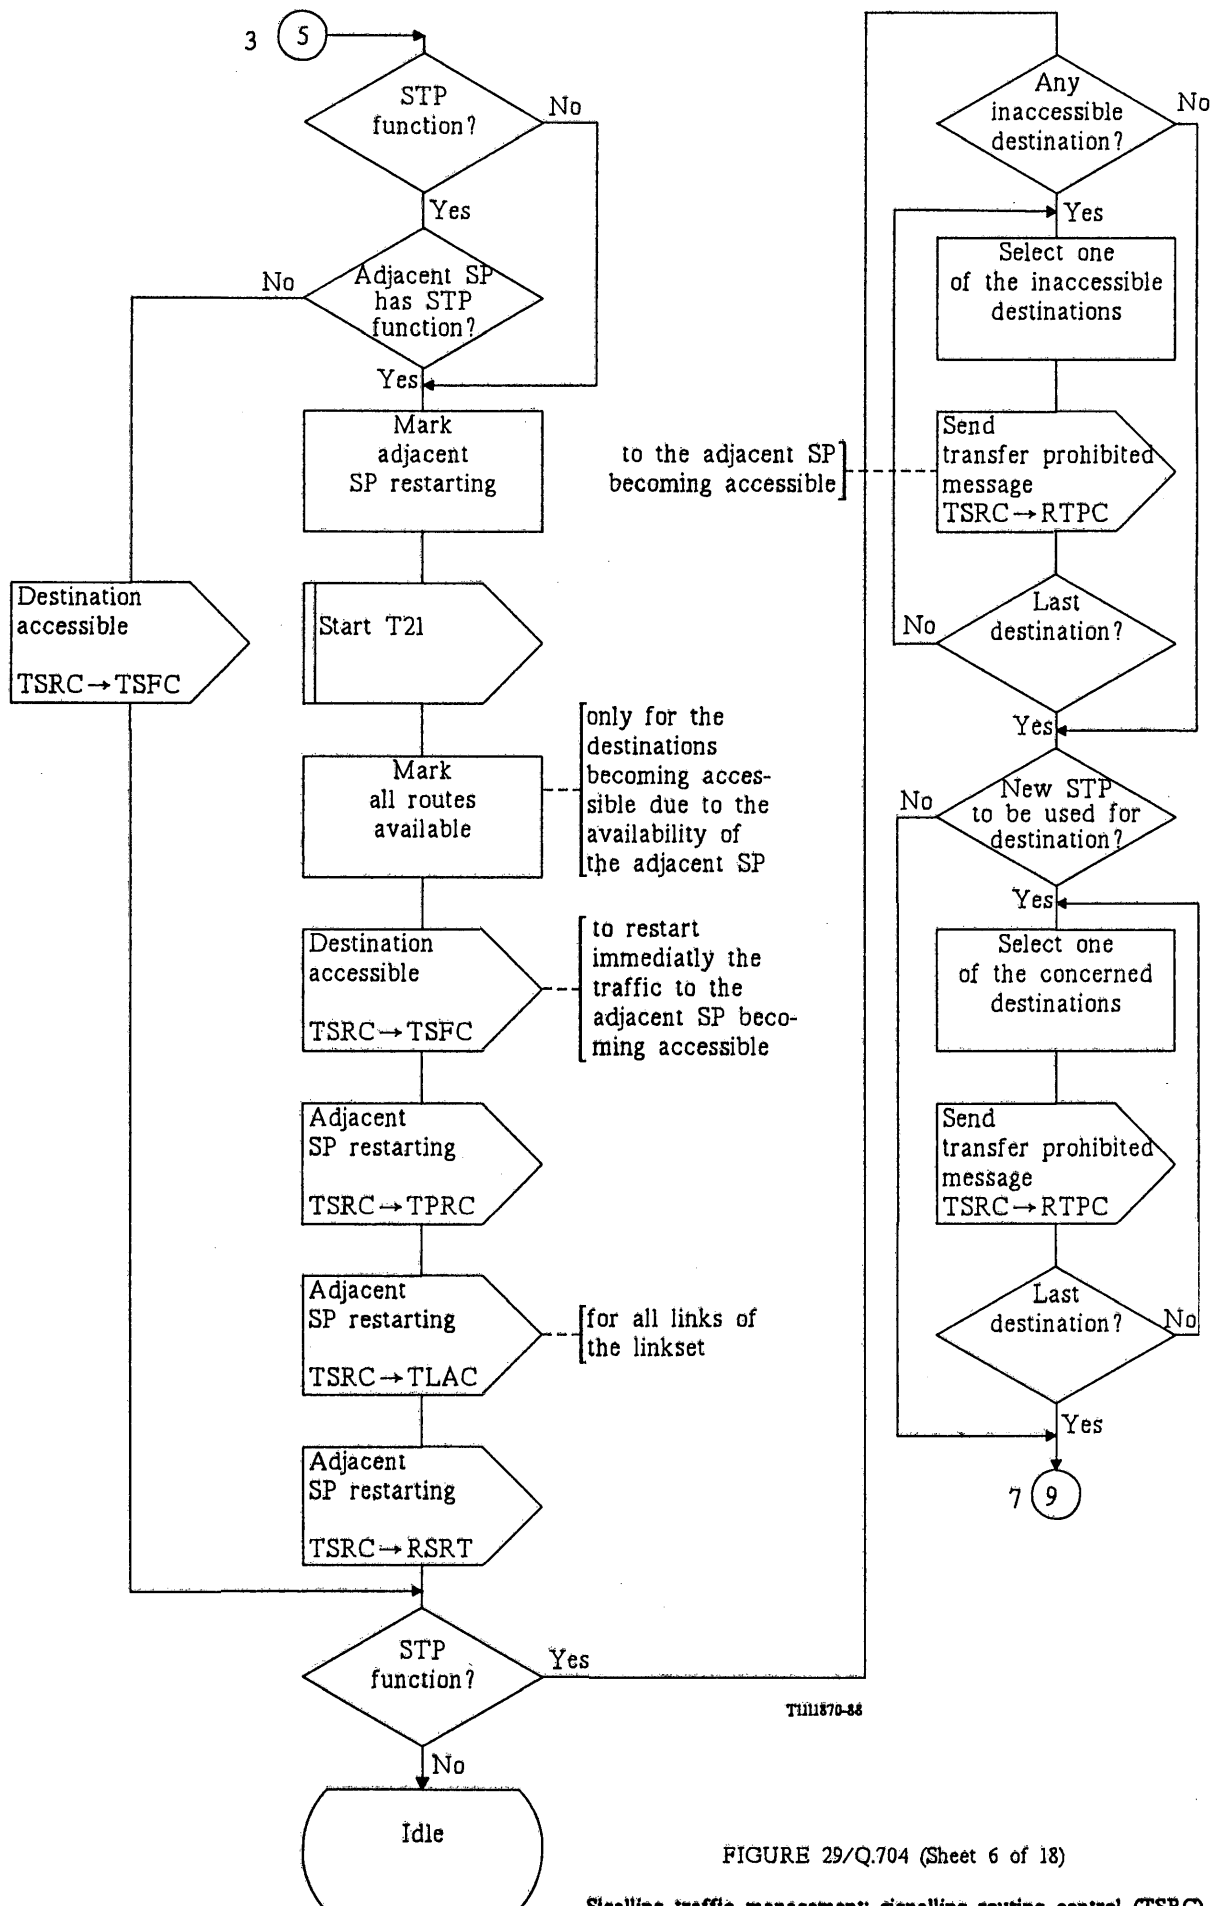 3
5
STP
function?
No
Yes
Adjacent SP
has STP
function?
No
Yes
Mark
adjacent
SP restarting
Destination
accessible
TSRC→TSFC
Start T21
Mark
all routes
available
only for the
destinations
becoming acces-
sible due to the
availability of
the adjacent SP
Destination
accessible
TSRC→TSFC
to restart
immediatly the
traffic to the
adjacent SP beco-
ming accessible
Adjacent
SP restarting
TSRC→TPRC
Adjacent
SP restarting
TSRC→TLAC
for all links of
the linkset
Adjacent
SP restarting
TSRC→RSRT
STP
function?
Yes
No
Idle
Any
inaccessible
destination?
No
Yes
Select one
of the inaccessible
destinations
to the adjacent SP
becoming accessible
Send
transfer prohibited
message
TSRC→RTPC
Last
destination?
No
Yes
New STP
to be used for
destination?
No
Yes
Select one
of the concerned
destinations
Send
transfer prohibited
message
TSRC→RTPC
Last
destination?
No
Yes
7
9
T1111870-88
FIGURE 29/Q.704 (Sheet 6 of 18)
Sigalling traffic management; signalling routing control (TSRC)